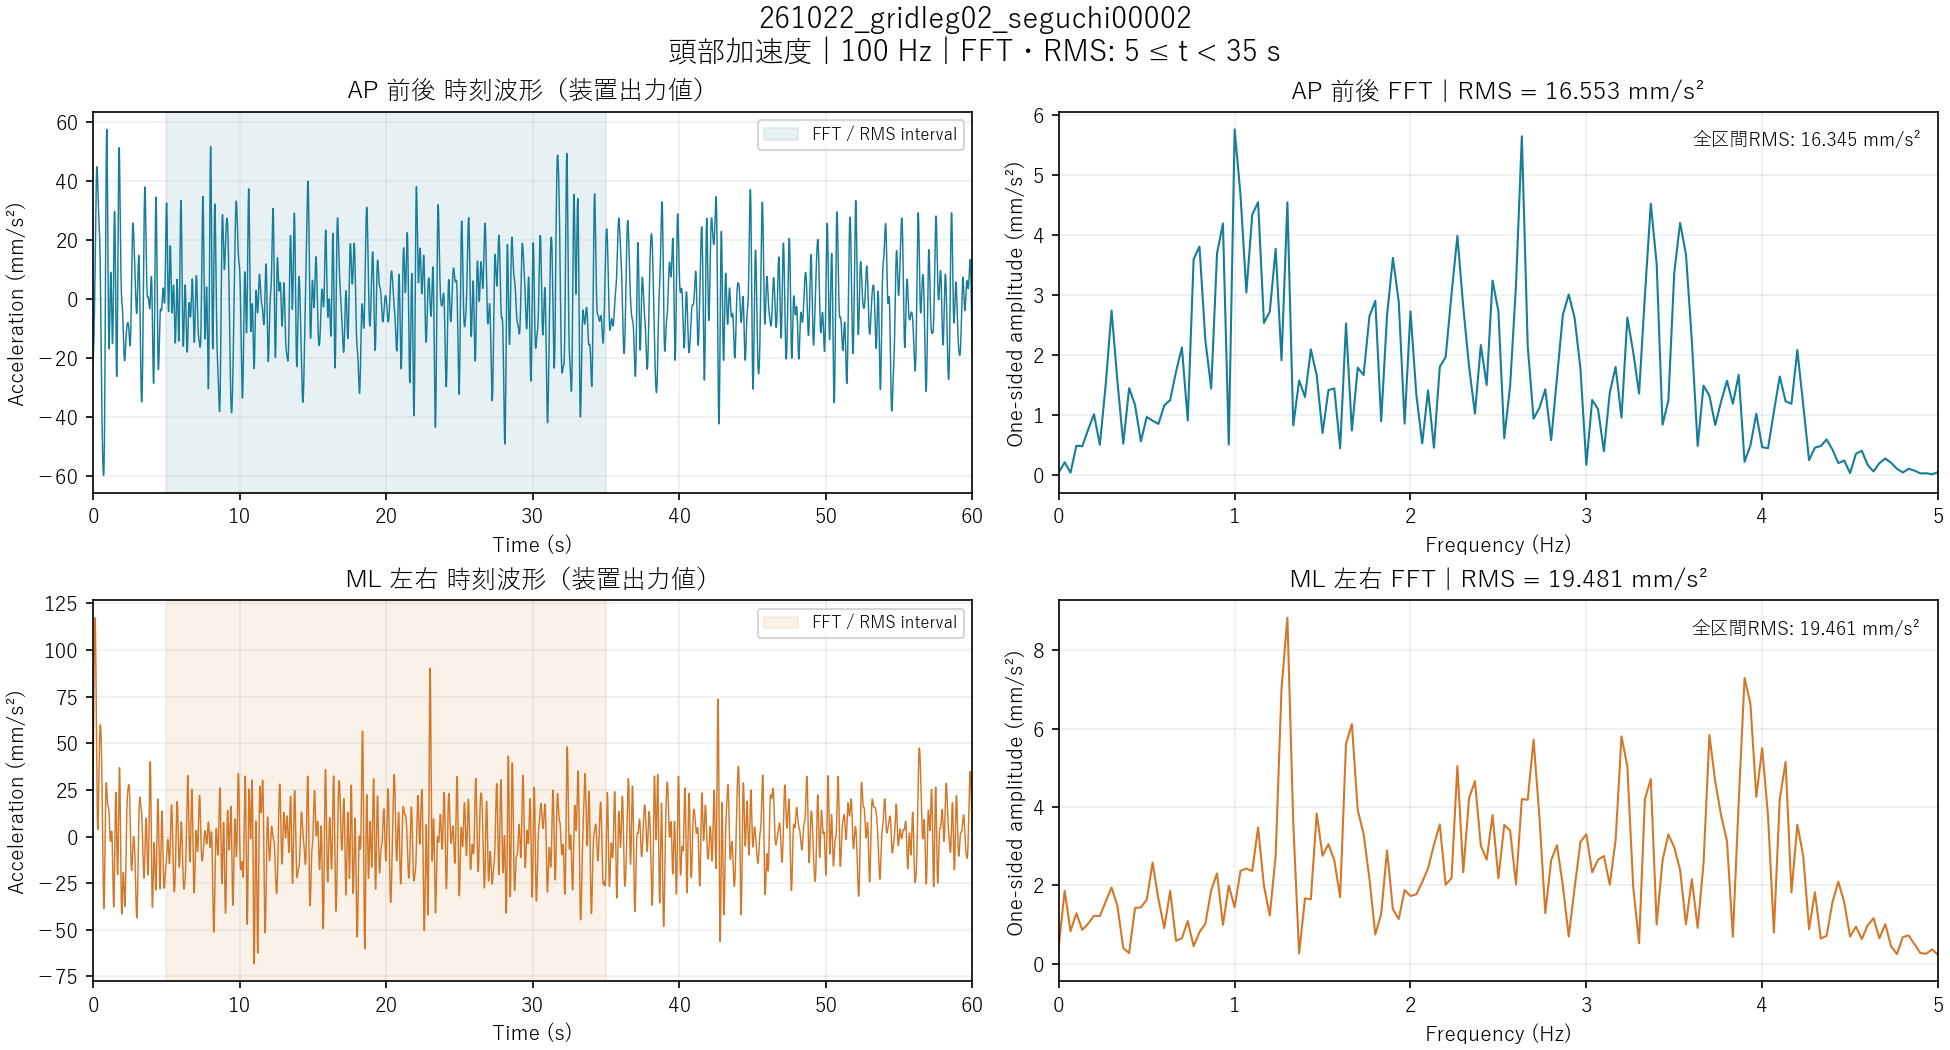 261022_gridleg02_seguchi00002
頭部加速度 | 100 Hz | FFT・RMS: 5 ≤ t < 35 s
AP 前後 時刻波形（装置出力値）
FFT / RMS interval
60
40
20
0
−20
−40
−60
Acceleration (mm/s²)
0 10 20 30 40 50 60
Time (s)
AP 前後 FFT | RMS = 16.553 mm/s²
全区間RMS: 16.345 mm/s²
6
5
4
3
2
1
0
One-sided amplitude (mm/s²)
0 1 2 3 4 5
Frequency (Hz)
ML 左右 時刻波形（装置出力値）
FFT / RMS interval
125
100
75
50
25
0
−25
−50
−75
Acceleration (mm/s²)
0 10 20 30 40 50 60
Time (s)
ML 左右 FFT | RMS = 19.481 mm/s²
全区間RMS: 19.461 mm/s²
8
6
4
2
0
One-sided amplitude (mm/s²)
0 1 2 3 4 5
Frequency (Hz)